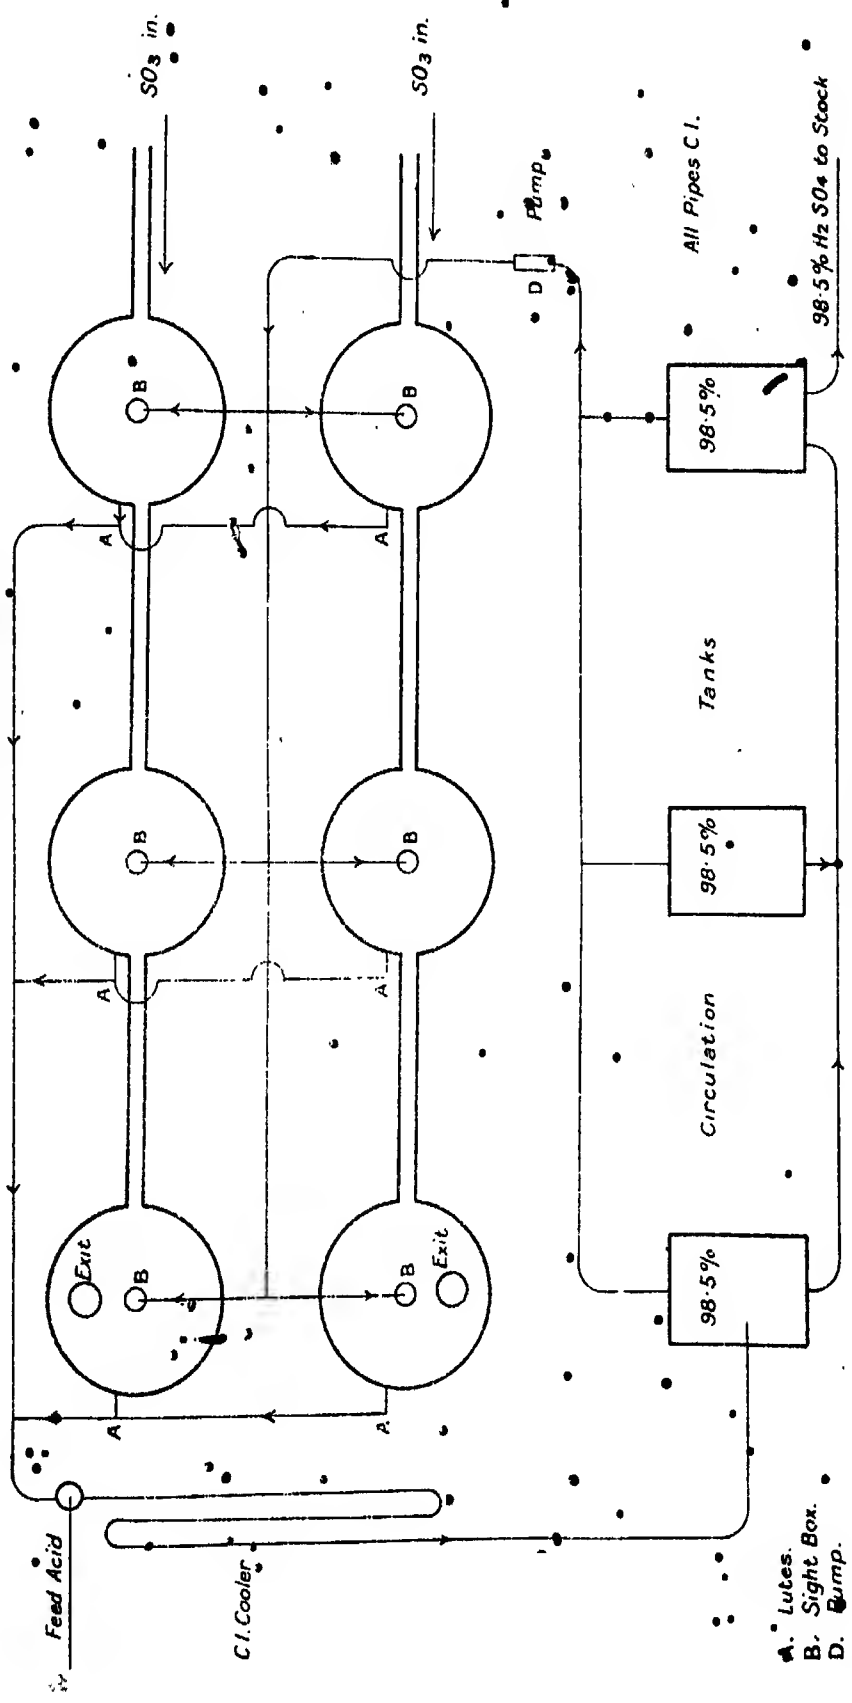 SO3 in.
SO3 in.
B
B
A
A
D Pump.
All Pipes C I.
98·5% H2 SO4 to Stock
98·5%
Tanks
B
B
A
A
98·5%
Circulation
Exit
B
B
Exit
A
A
98·5%
Feed Acid
C I. Cooler
A. Lutes.
B. Sight Box.
D. Pump.